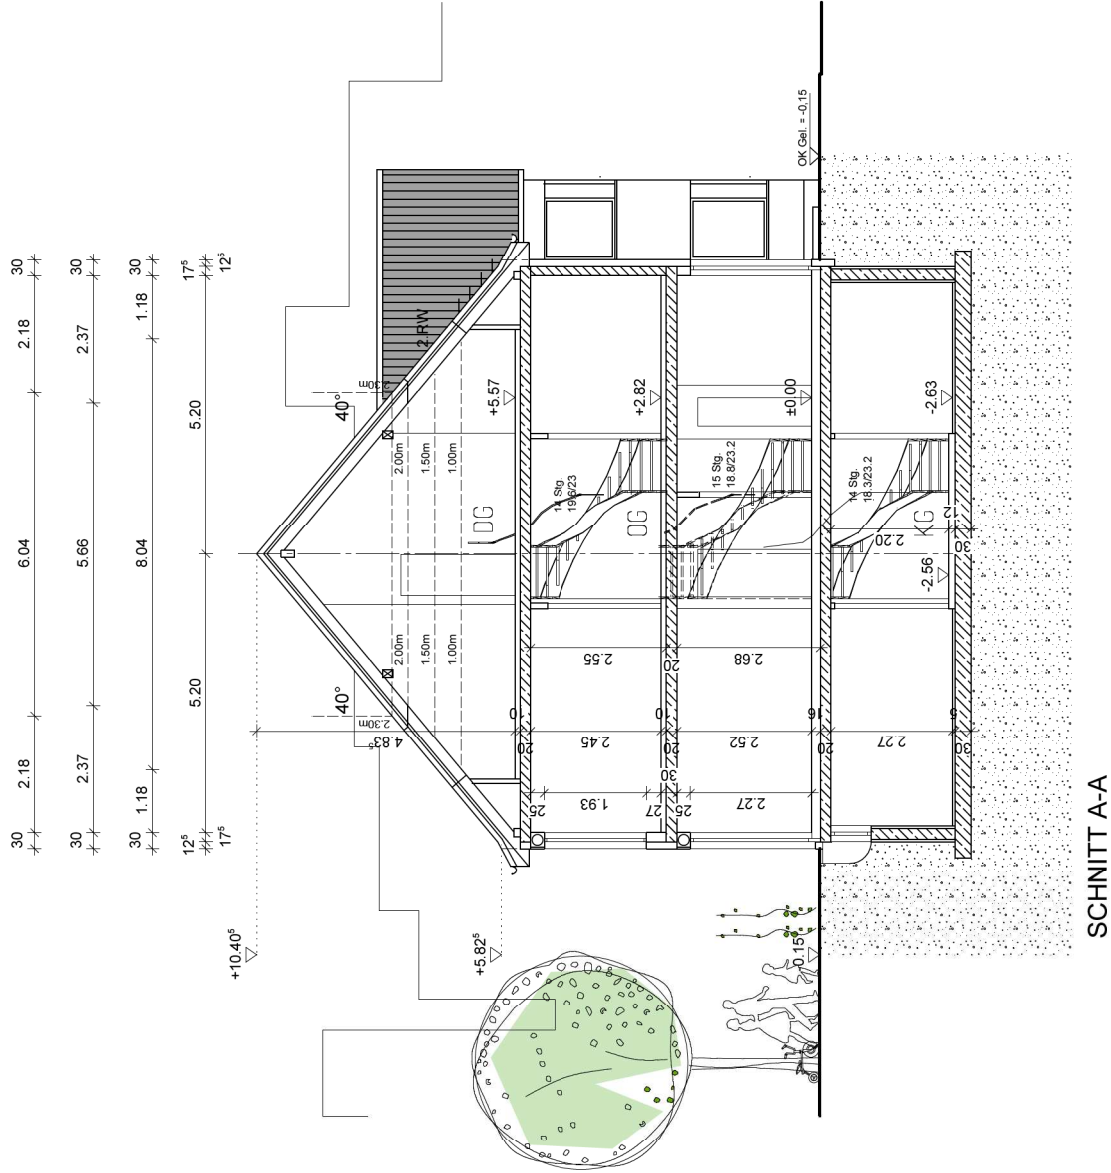 30 2.18 6.04 2.18 30
30 2.37 5.66 2.37 30
30 1.18 8.04 1.18 30
12⁵ 17⁵ 5.20 5.20 17⁵ 12⁵
+10.40⁵
+5.82⁵
0.15
OK Gel. = -0,15
40°
40°
2.30m
2.30m
2.RW
2.00m
1.50m
1.00m
2.00m
1.50m
1.00m
4.83⁵
DG
+5.57
10
20
14 Stg.
19.6/23
OG
+2.82
2.55
2.45
10
20
20
25
1.93
27
30
15 Stg.
18.8/23.2
±0.00
2.68
2.52
16
20
25
2.27
14 Stg.
18.3/23.2
KG
-2.63
-2.56
2.20
12
30
2.27
5
30
SCHNITT A-A